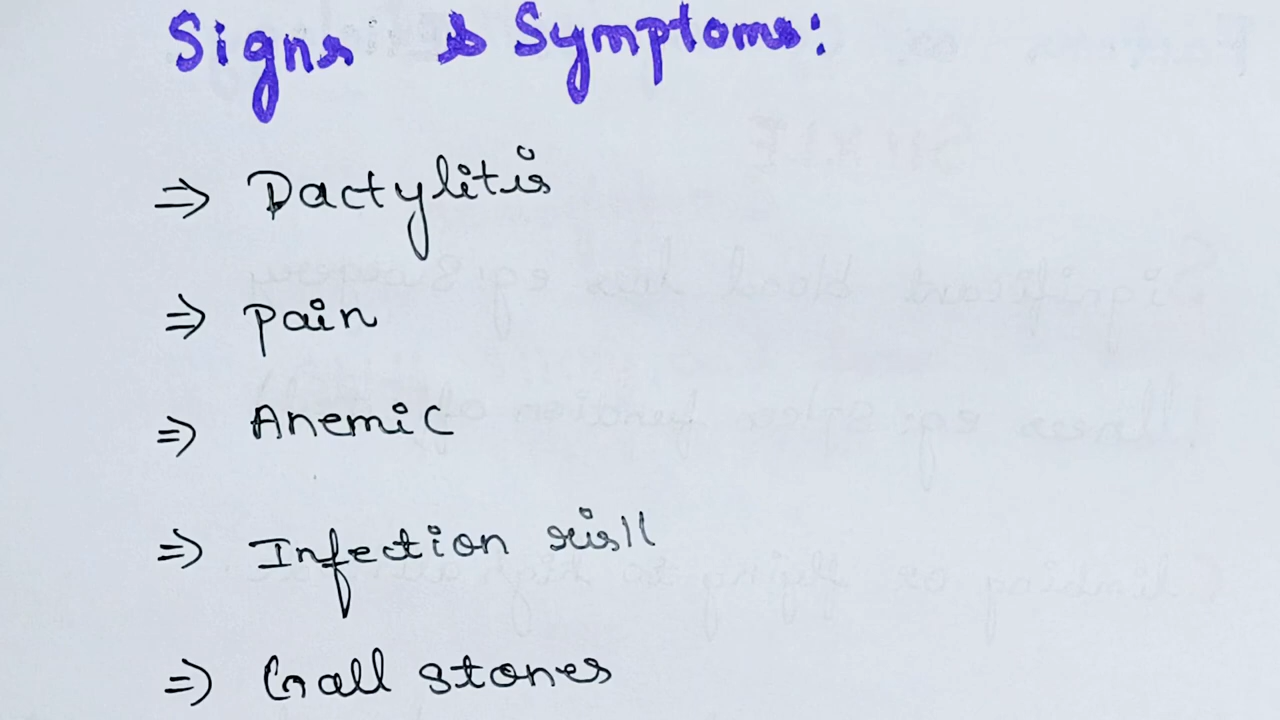 Signs & Symptoms:
⇒ Dactylitis
⇒ pain
⇒ Anemic
⇒ Infection risk
⇒ Gall stones